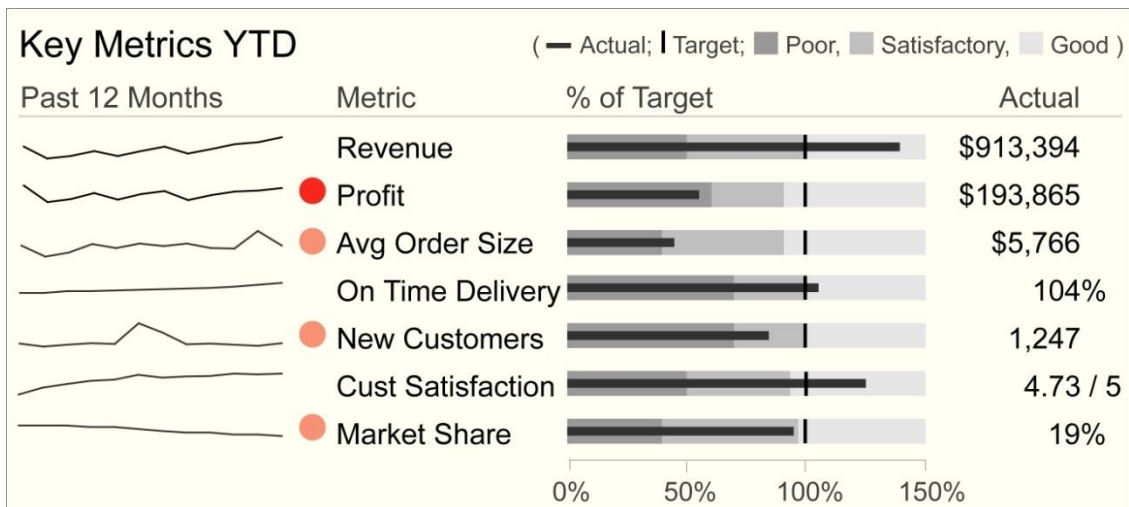 Key Metrics YTD
( Actual; Target; Poor, Satisfactory, Good )
Past 12 Months Metric % of Target Actual
Revenue $913,394
Profit $193,865
Avg Order Size $5,766
On Time Delivery 104%
New Customers 1,247
Cust Satisfaction 4.73 / 5
Market Share 19%
0% 50% 100% 150%